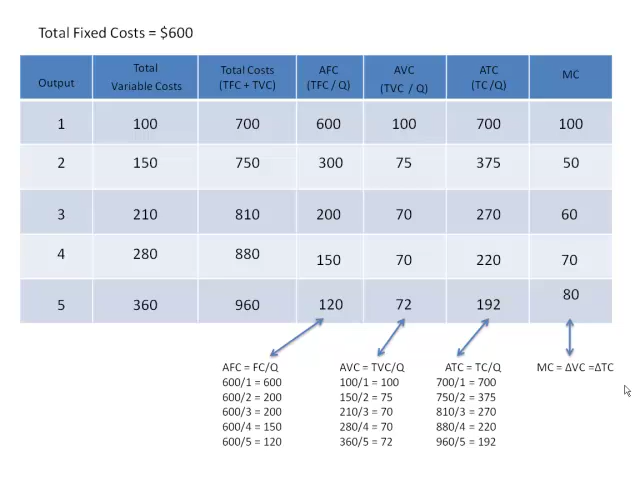 Total Fixed Costs = $600
Output Total Variable Costs Total Costs (TFC + TVC) AFC (TFC / Q) AVC (TVC / Q) ATC (TC /Q) MC
1 100 700 600 100 700 100
2 150 750 300 75 375 50
3 210 810 200 70 270 60
4 280 880 150 70 220 70
5 360 960 120 72 192 80
AFC = FC/Q
600/1 = 600
600/2 = 200
600/3 = 200
600/4 = 150
600/5 = 120
AVC = TVC/Q
100/1 = 100
150/2 = 75
210/3 = 70
280/4 = 70
360/5 = 72
ATC = TC/Q
700/1 = 700
750/2 = 375
810/3 = 270
880/4 = 220
960/5 = 192
MC = ΔVC =ΔTC